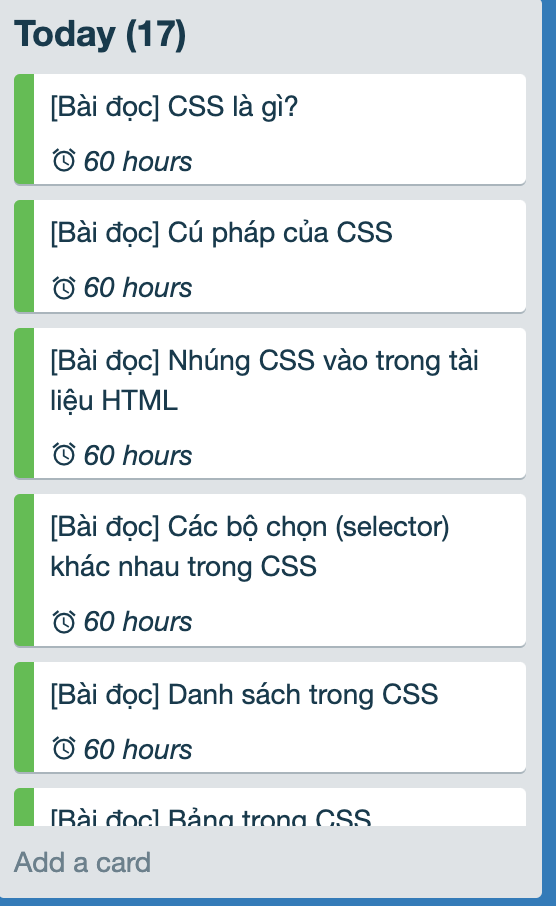 Today (17)
[Bài đọc] CSS là gì?
60 hours
[Bài đọc] Cú pháp của CSS
60 hours
[Bài đọc] Nhúng CSS vào trong tài
liệu HTML
60 hours
[Bài đọc] Các bộ chọn (selector)
khác nhau trong CSS
60 hours
[Bài đọc] Danh sách trong CSS
60 hours
[Bài đọc] Bảng trong CSS
Add a card